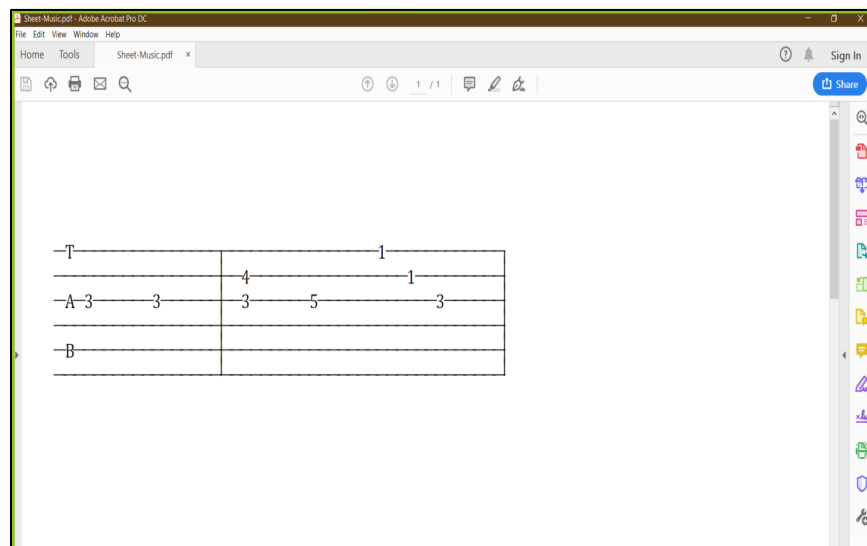 Sheet-Music.pdf - Adobe Acrobat Pro DC
File Edit View Window Help
Home Tools Sheet-Music.pdf × Sign In
1 / 1 Share
T 1
4 1
A 3 3 3 5 3
B